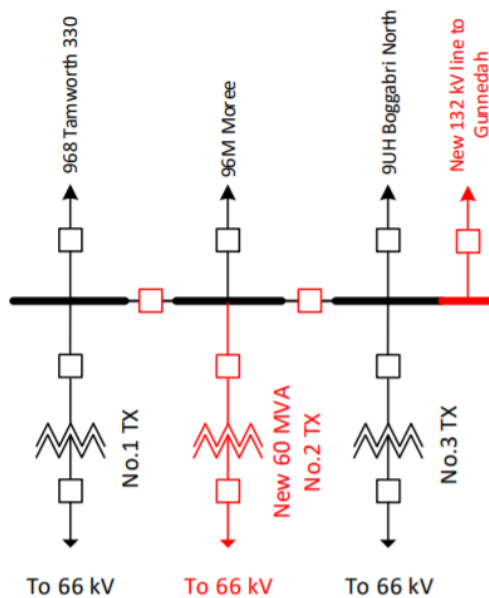 968 Tamworth 330
96M Moree
9UH Boggabri North
New 132 kV line to
Gunnedah
No.1 TX
New 60 MVA
No.2 TX
No.3 TX
To 66 kV
To 66 kV
To 66 kV